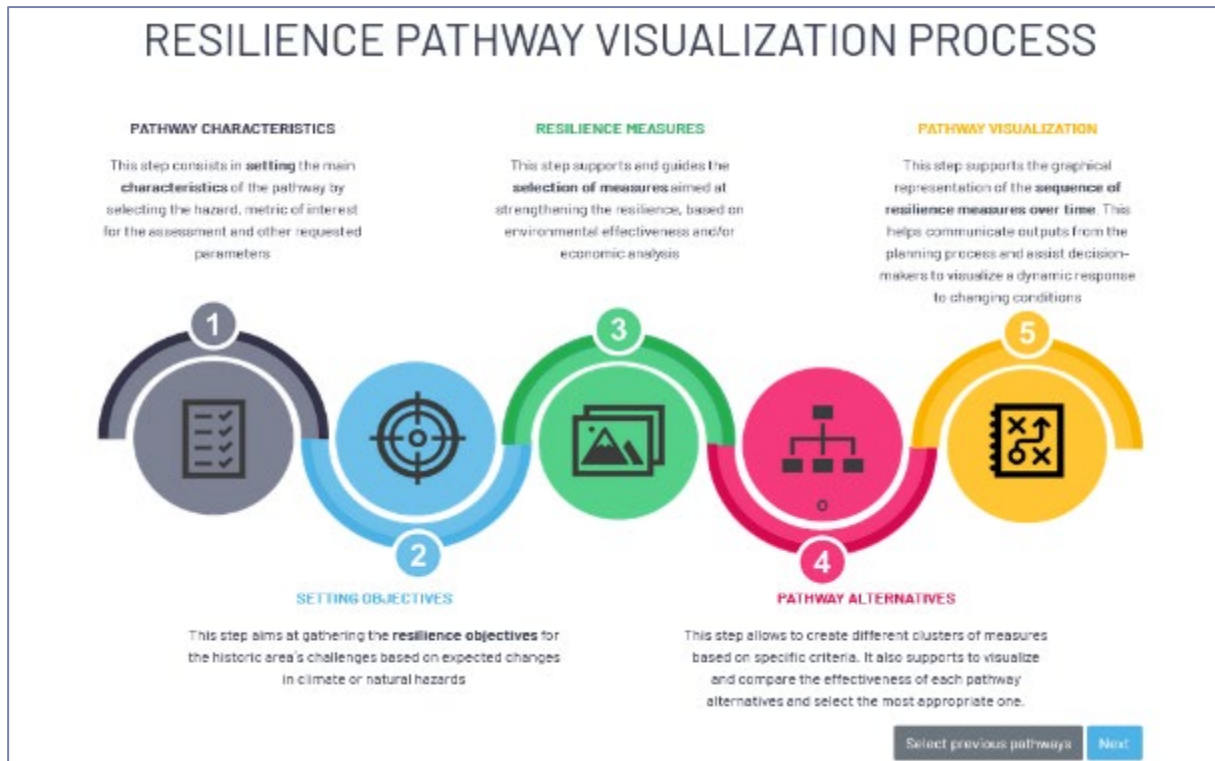 RESILIENCE PATHWAY VISUALIZATION PROCESS
PATHWAY CHARACTERISTICS
This step consists in setting the main
characteristics of the pathway by
selecting the hazard, metric of interest
for the assessment and other requested
parameters
RESILIENCE MEASURES
This step supports and guides the
selection of measures aimed at
strengthening the resilience, based on
environmental effectiveness and/or
economic analysis
PATHWAY VISUALIZATION
This step supports the graphical
representation of the sequence of
resilience measures over time. This
helps communicate outputs from the
planning process and assist decision-
makers to visualize a dynamic response
to changing conditions
1
3
5
2
4
SETTING OBJECTIVES
This step aims at gathering the resilience objectives for
the historic area's challenges based on expected changes
in climate or natural hazards
PATHWAY ALTERNATIVES
This step allows to create different clusters of measures
based on specific criteria. It also supports to visualize
and compare the effectiveness of each pathway
alternatives and select the most appropriate one.
Select previous pathways
Next